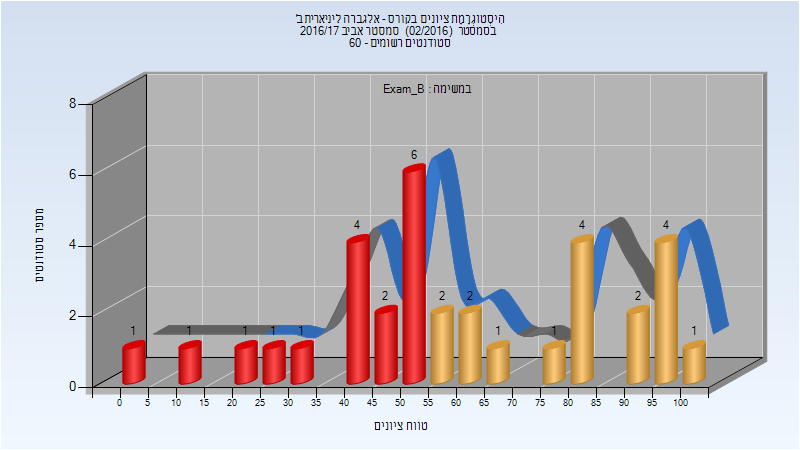 היסטוגרמת ציונים בקורס - אלגברה ליניארית ב'
בסמסטר (02/2016) סמסטר אביב 2016/17
סטודנטים רשומים - 60
במשימה : Exam_B
מספר סטודנטים
8
6
4
2
0
1 1 1 1 1 4 2 6 2 2 1 1 4 2 4 1
0 5 10 15 20 25 30 35 40 45 50 55 60 65 70 75 80 85 90 95 100
טווח ציונים